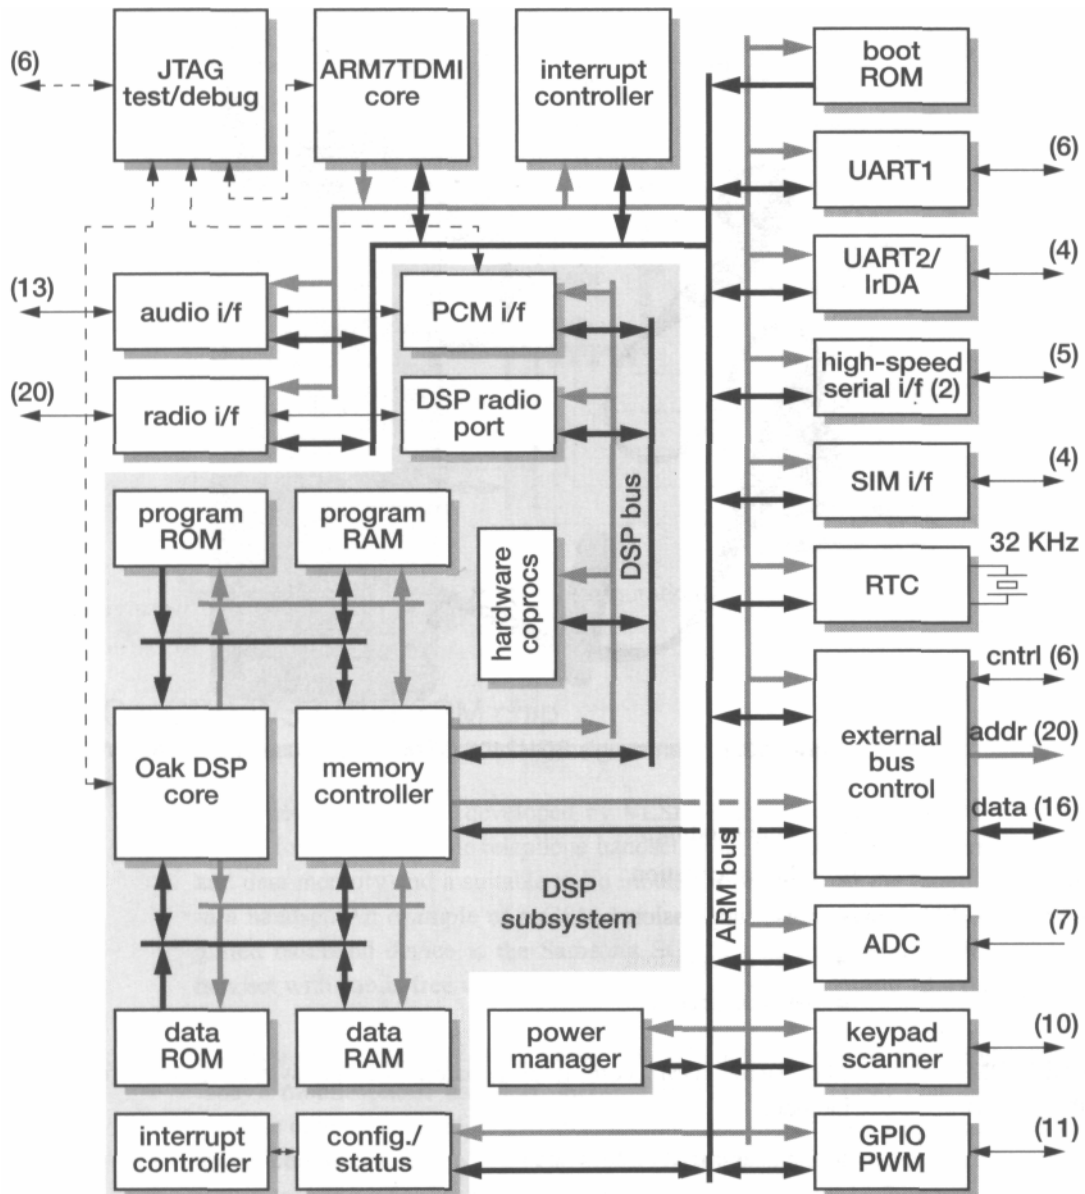 (6)
JTAG
test/debug
ARM7TDMI
core
interrupt
controller
boot
ROM
UART1
(6)
UART2/
IrDA
(4)
(13)
audio i/f
PCM i/f
high-speed
serial i/f (2)
(5)
(20)
radio i/f
DSP radio
port
SIM i/f
(4)
program
ROM
program
RAM
hardware
coprocs
DSP bus
32 KHz
RTC
Oak DSP
core
memory
controller
external
bus
control
cntrl (6)
addr (20)
data (16)
DSP
subsystem
ARM bus
ADC
(7)
data
ROM
data
RAM
power
manager
keypad
scanner
(10)
interrupt
controller
config./
status
GPIO
PWM
(11)